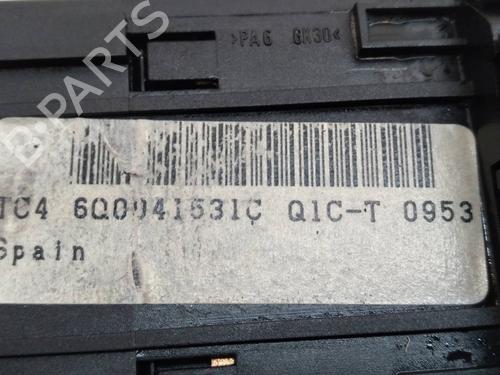 >PA6 GK30<
TC4 6Q0941531C Q1C-T 0953
Spain
B-PARTS